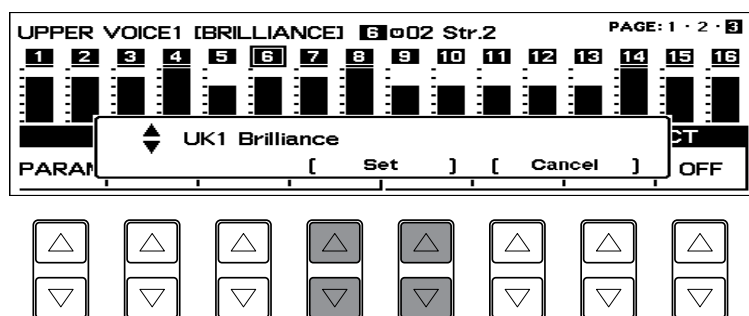 UPPER VOICE1 [BRILLIANCE] 6 02 Str.2 PAGE: 1 · 2 · 3
1 2 3 4 5 6 7 8 9 10 11 12 13 14 15 16
UK1 Brilliance
CT
PARAM
[ Set ] [ Cancel ] OFF